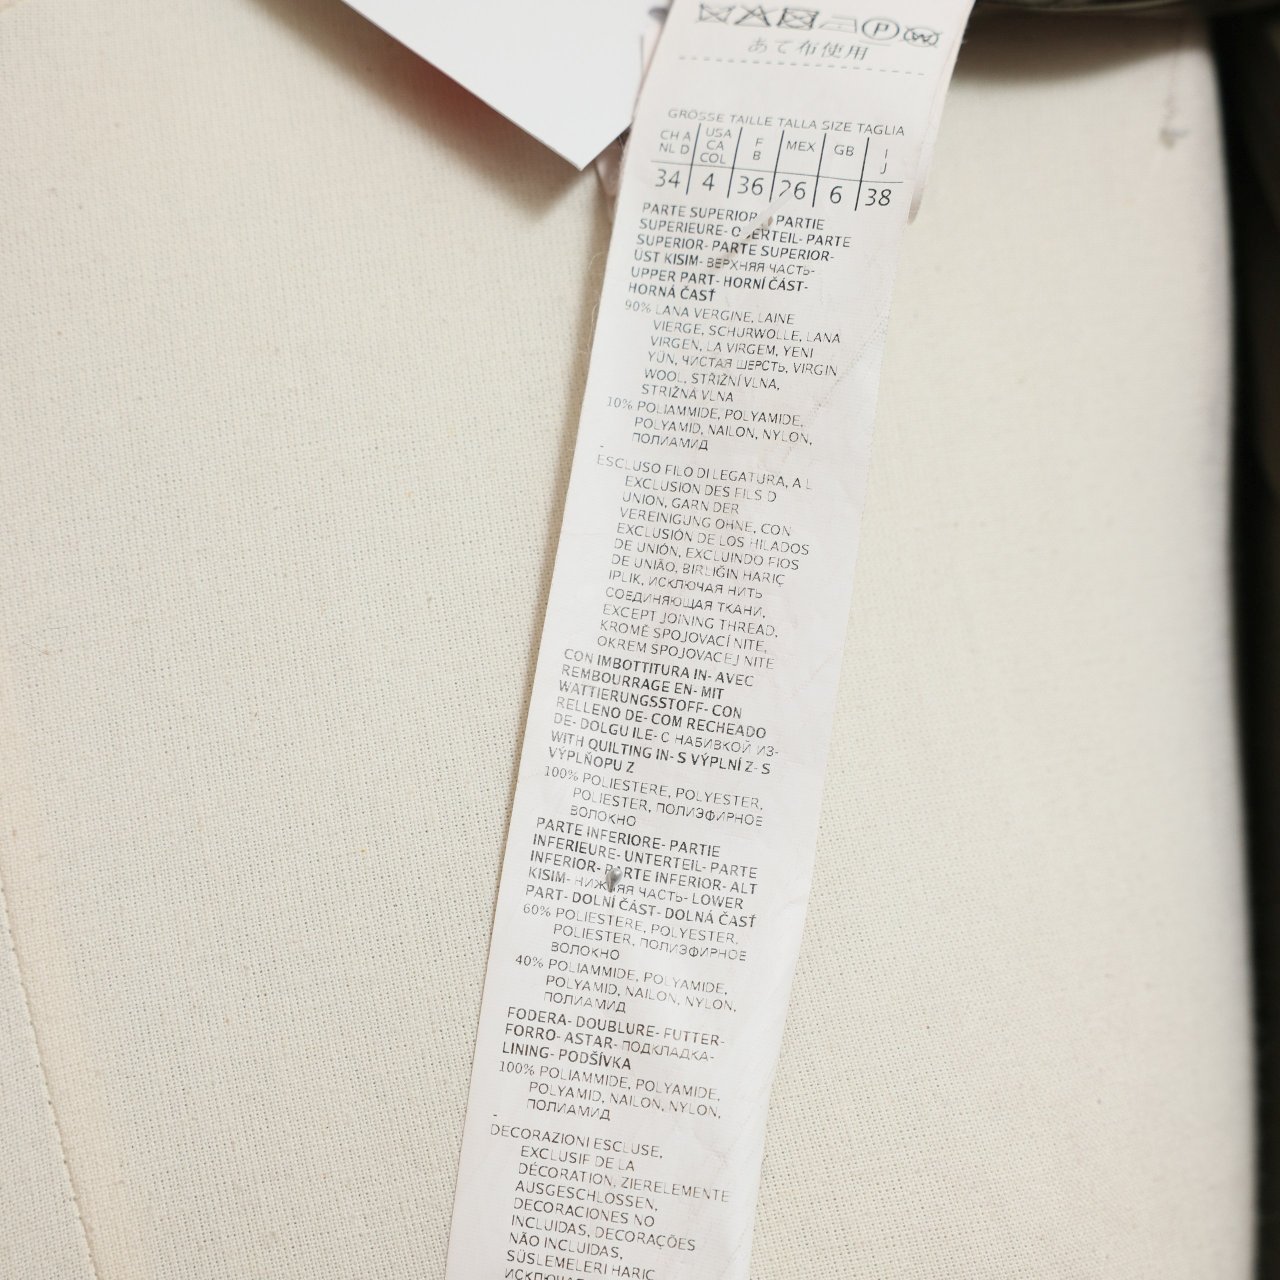 あて布使用
GRÖSSE TAILLE TALLA SIZE TAGLIA
CH A NL D USA CA COL F B MEX GB I J
34 4 36 26 6 38
PARTE SUPERIOR PARTIE
SUPERIEURE- OBERTEIL- PARTE
SUPERIOR- PARTE SUPERIOR-
ÜST KISIM- ВЕРХНЯЯ ЧАСТЬ-
UPPER PART- HORNÍ ČÁST-
HORNÁ ČASŤ
90% LANA VERGINE, LAINE
VIERGE, SCHURWOLLE, LANA
VIRGEN, LA VIRGEM, YENI
YÜN, ЧИСТАЯ ШЕРСТЬ, VIRGIN
WOOL, STŘIŽNÍ VLNA,
STRIŽNÁ VLNA
10% POLIAMMIDE, POLYAMIDE,
POLYAMID, NAILON, NYLON,
ПОЛИАМИД
-
ESCLUSO FILO DI LEGATURA, A L
EXCLUSION DES FILS D
UNION, GARN DER
VEREINIGUNG OHNE, CON
EXCLUSIÓN DE LOS HILADOS
DE UNIÓN, EXCLUINDO FIOS
DE UNIÃO, BIRLIĞIN HARIÇ
IPLIK, ИСКЛЮЧАЯ НИТЬ
СОЕДИНЯЮЩАЯ ТКАНИ,
EXCEPT JOINING THREAD,
KROMĚ SPOJOVACÍ NITE,
OKREM SPOJOVACEJ NITE
CON IMBOTTITURA IN- AVEC
REMBOURRAGE EN- MIT
WATTIERUNGSSTOFF- CON
RELLENO DE- COM RECHEADO
DE- DOLGU ILE- С НАБИВКОЙ ИЗ-
WITH QUILTING IN- S VÝPLNÍ Z- S
VÝPLŇOPU Z
100% POLIESTERE, POLYESTER,
POLIESTER, ПОЛИЭФИРНОЕ
ВОЛОКНО
PARTE INFERIORE- PARTIE
INFERIEURE- UNTERTEIL- PARTE
INFERIOR- PARTE INFERIOR- ALT
KISIM- НИЖНЯЯ ЧАСТЬ- LOWER
PART- DOLNÍ ČÁST- DOLNÁ ČASŤ
60% POLIESTERE, POLYESTER,
POLIESTER, ПОЛИЭФИРНОЕ
ВОЛОКНО
40% POLIAMMIDE, POLYAMIDE,
POLYAMID, NAILON, NYLON,
ПОЛИАМИД
FODERA- DOUBLURE- FUTTER-
FORRO- ASTAR- ПОДКЛАДКА-
LINING- PODŠÍVKA
100% POLIAMMIDE, POLYAMIDE,
POLYAMID, NAILON, NYLON,
ПОЛИАМИД
-
DECORAZIONI ESCLUSE,
EXCLUSIF DE LA
DÉCORATION, ZIERELEMENTE
AUSGESCHLOSSEN,
DECORACIONES NO
INCLUIDAS, DECORAÇÕES
NÃO INCLUIDAS,
SÜSLEMELERI HARIÇ